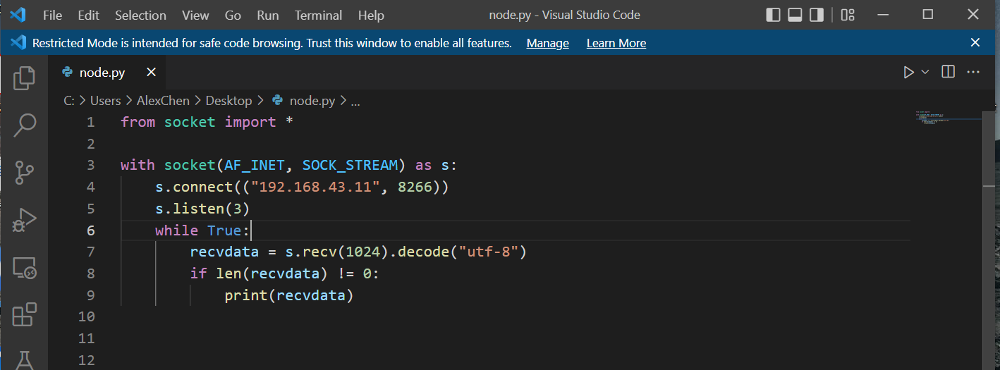 File Edit Selection View Go Run Terminal Help node.py - Visual Studio Code
Restricted Mode is intended for safe code browsing. Trust this window to enable all features. Manage Learn More
node.py
C: > Users > AlexChen > Desktop > node.py > ...
1 from socket import *
2
3 with socket(AF_INET, SOCK_STREAM) as s:
4     s.connect(("192.168.43.11", 8266))
5     s.listen(3)
6     while True:
7         recvdata = s.recv(1024).decode("utf-8")
8         if len(recvdata) != 0:
9             print(recvdata)
10
11
12